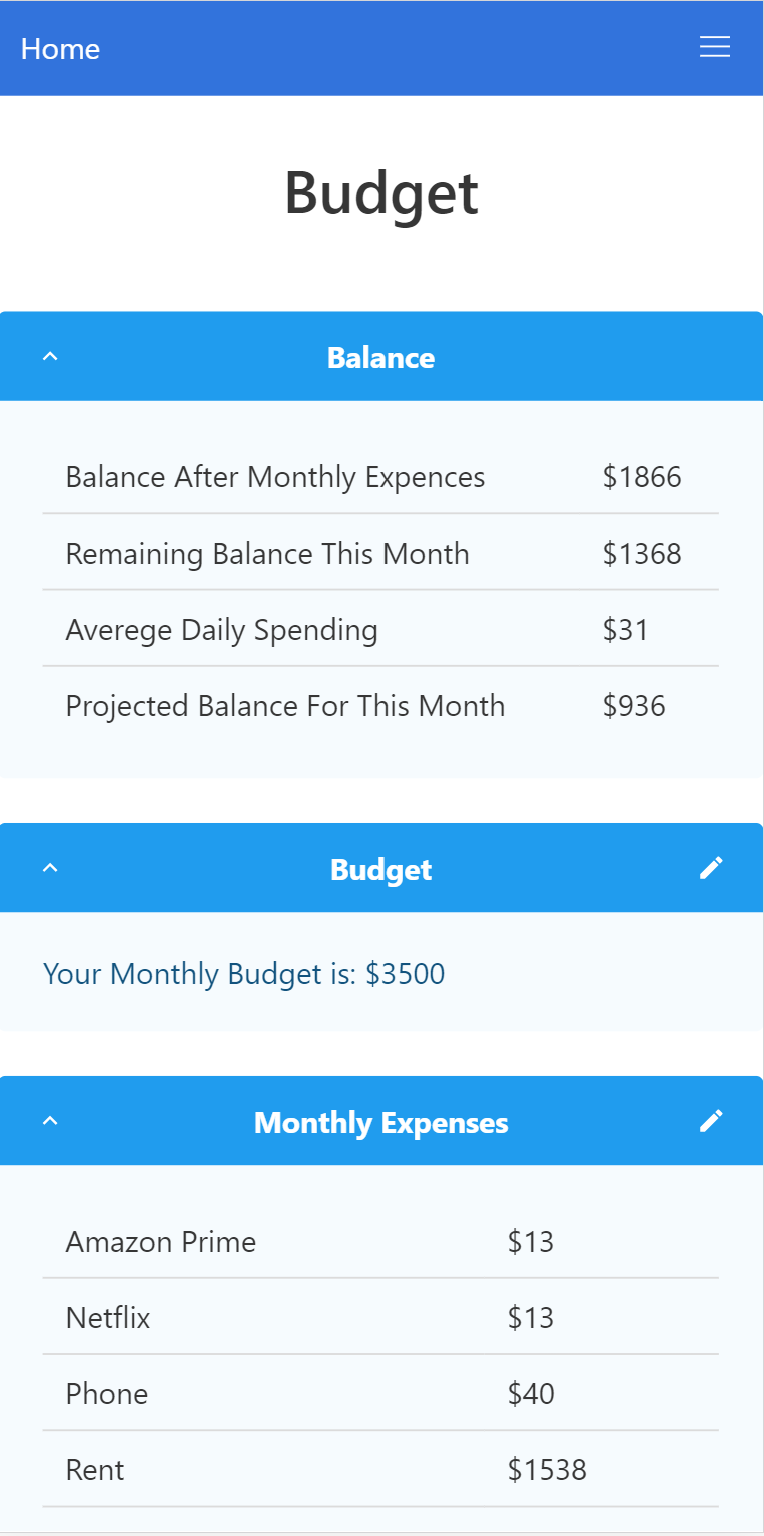 Home
Budget
Balance
Balance After Monthly Expences $1866
Remaining Balance This Month $1368
Averege Daily Spending $31
Projected Balance For This Month $936
Budget
Your Monthly Budget is: $3500
Monthly Expenses
Amazon Prime $13
Netflix $13
Phone $40
Rent $1538